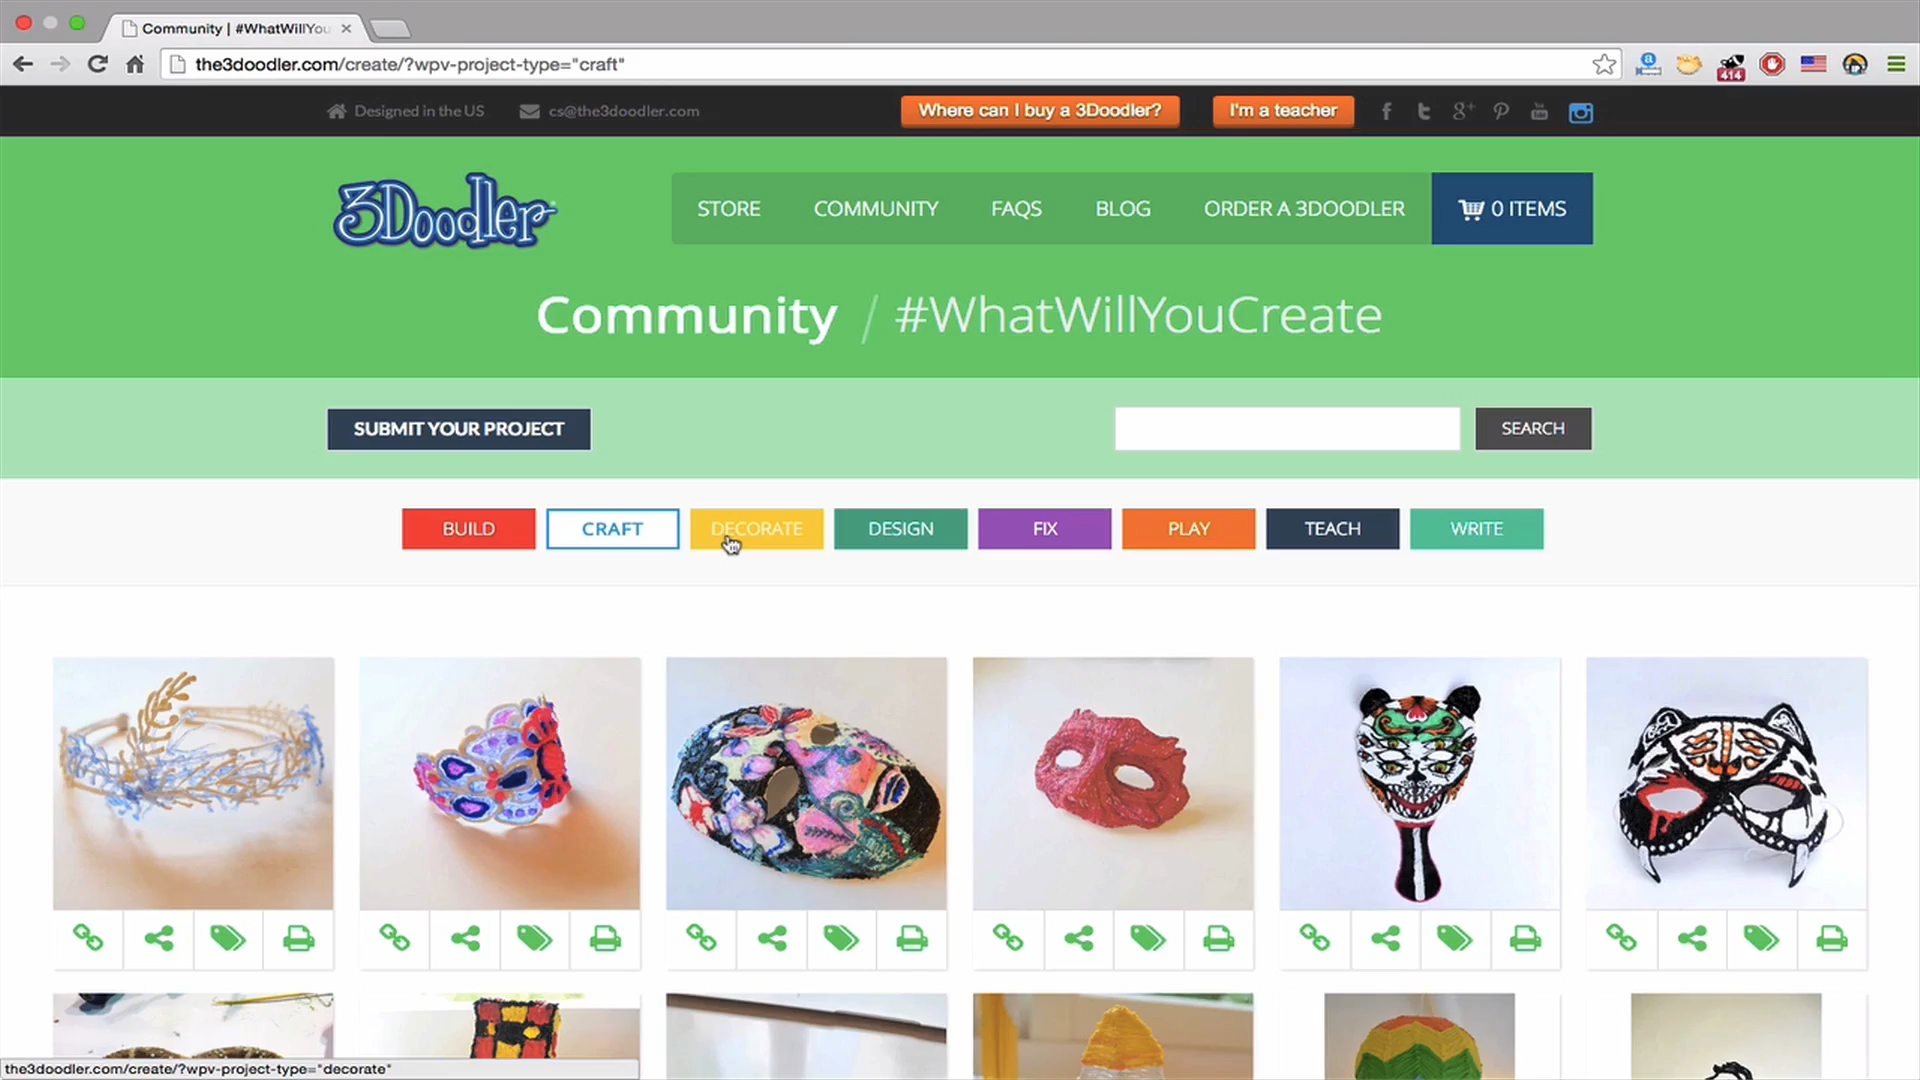 Community | #WhatWillYou
the3doodler.com/create/?wpv-project-type="craft"
414
Designed in the US
cs@the3doodler.com
Where can I buy a 3Doodler?
I'm a teacher
3Doodler
STORE
COMMUNITY
FAQS
BLOG
ORDER A 3DOODLER
0 ITEMS
Community / #WhatWillYouCreate
SUBMIT YOUR PROJECT
SEARCH
BUILD
CRAFT
DECORATE
DESIGN
FIX
PLAY
TEACH
WRITE
the3doodler.com/create/?wpv-project-type="decorate"